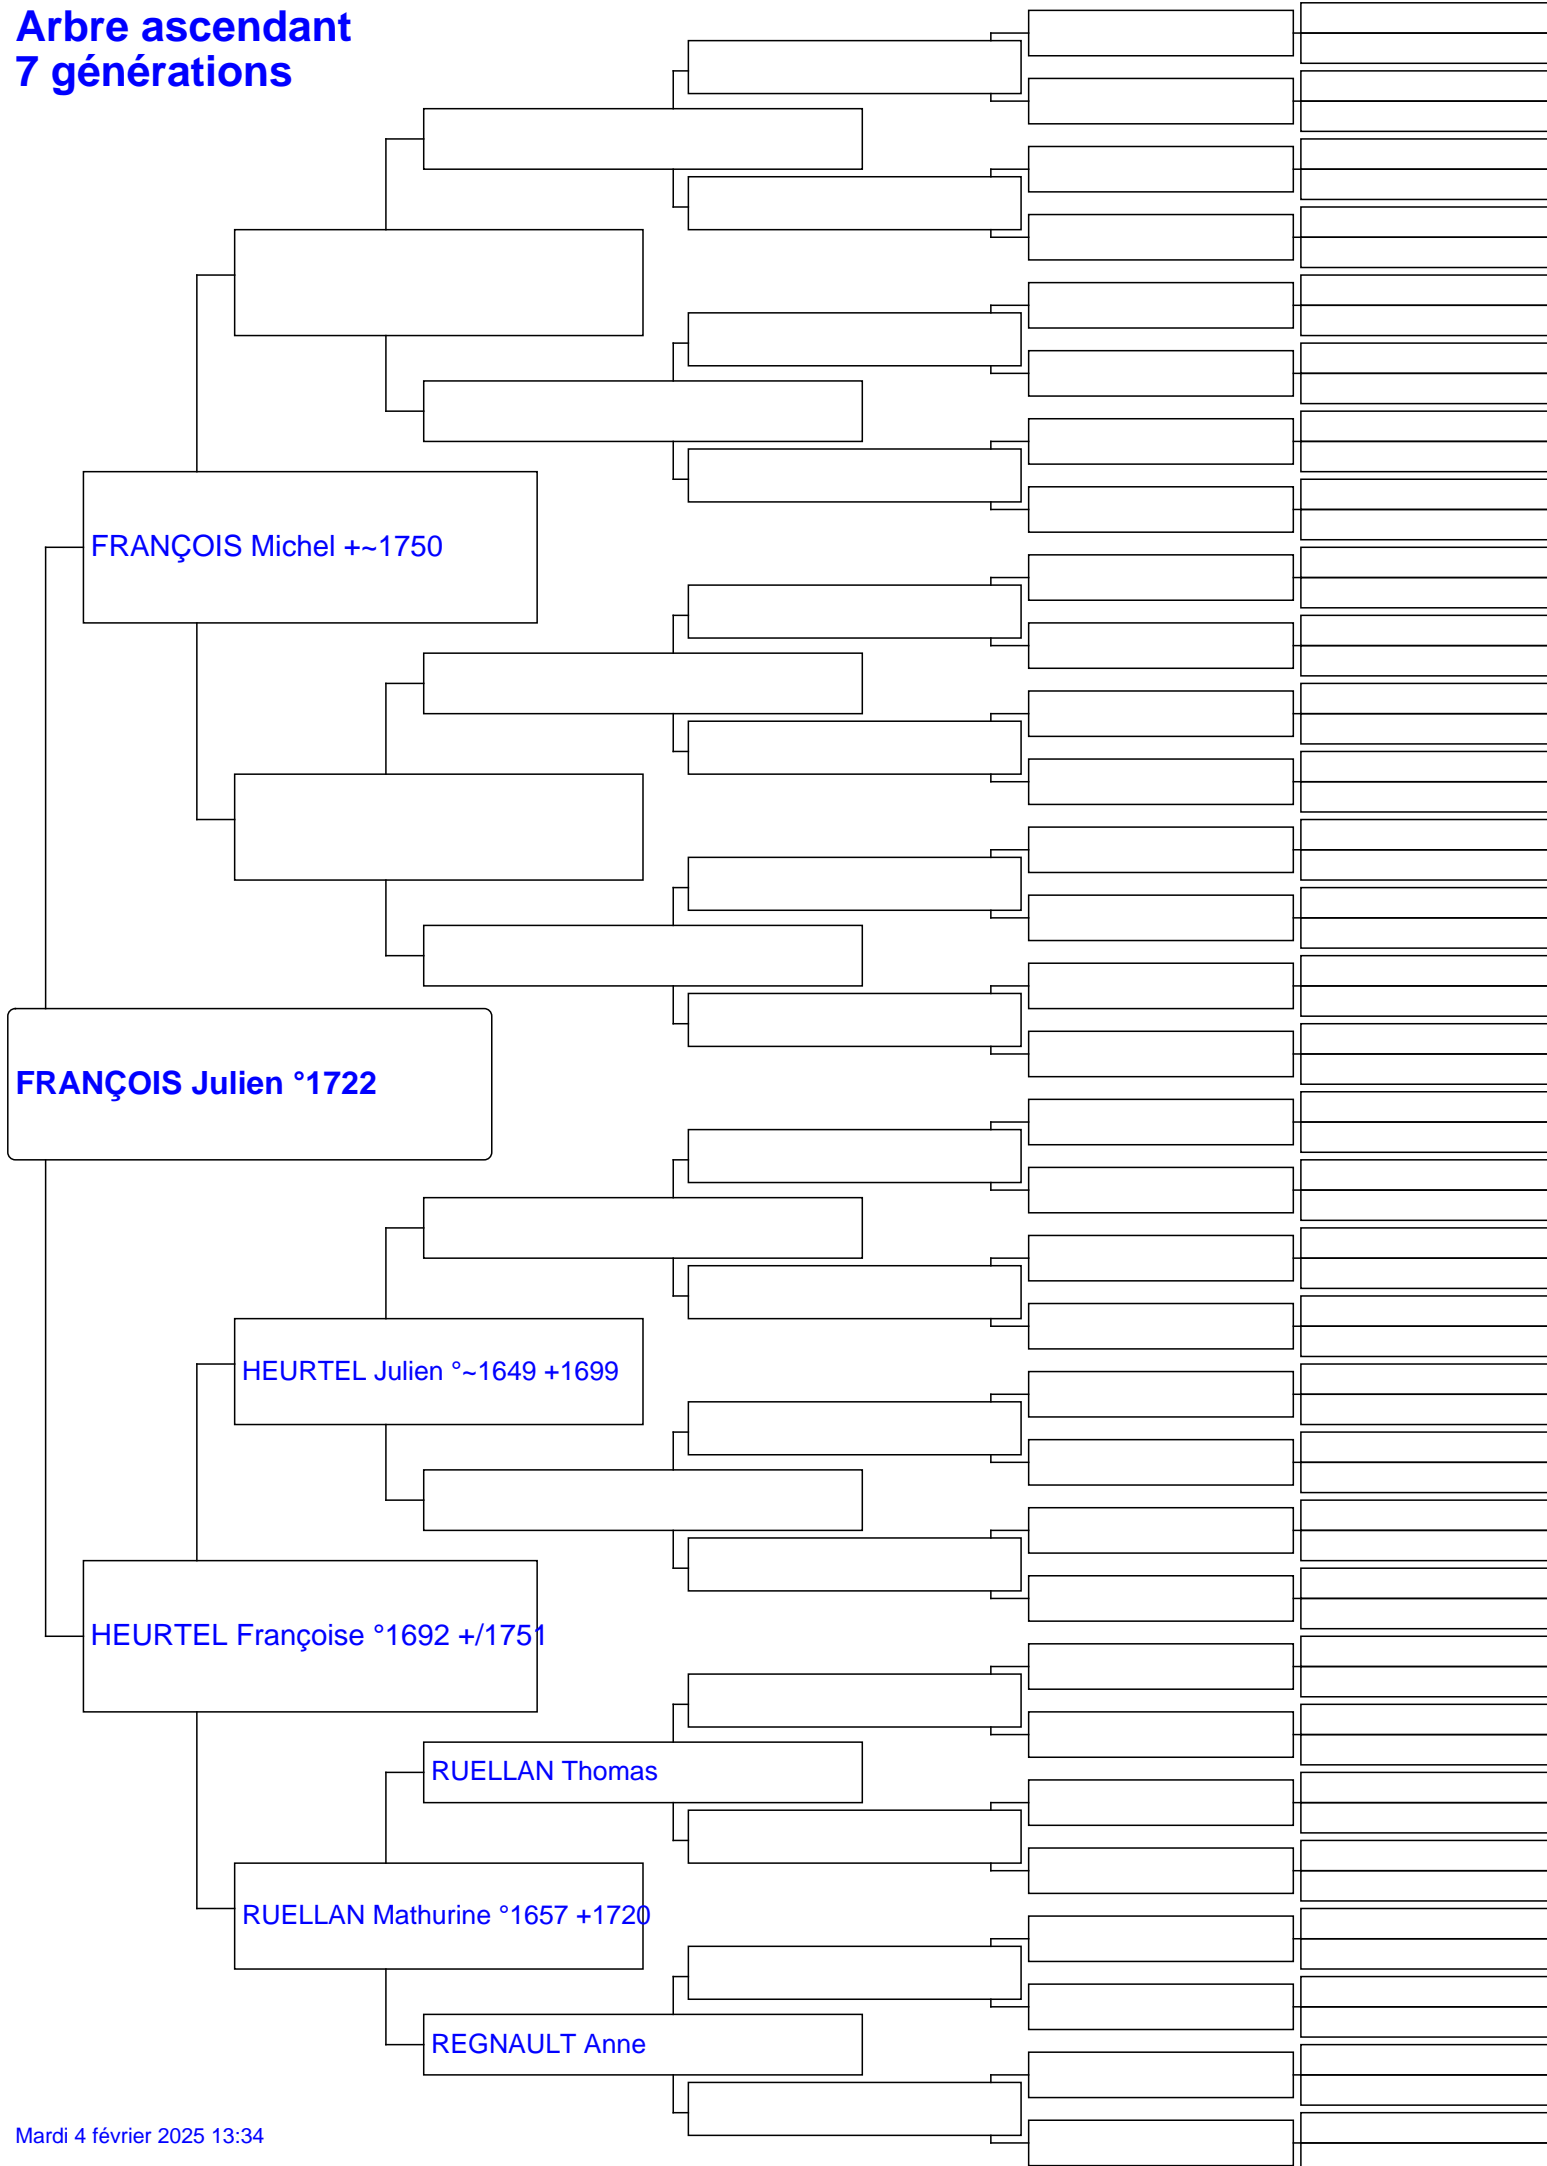 Arbre ascendant
7 générations
FRANÇOIS Michel +~1750
FRANÇOIS Julien °1722
HEURTEL Julien °~1649 +1699
HEURTEL Françoise °1692 +/1751
RUELLAN Thomas
RUELLAN Mathurine °1657 +1720
REGNAULT Anne
Mardi 4 février 2025 13:34